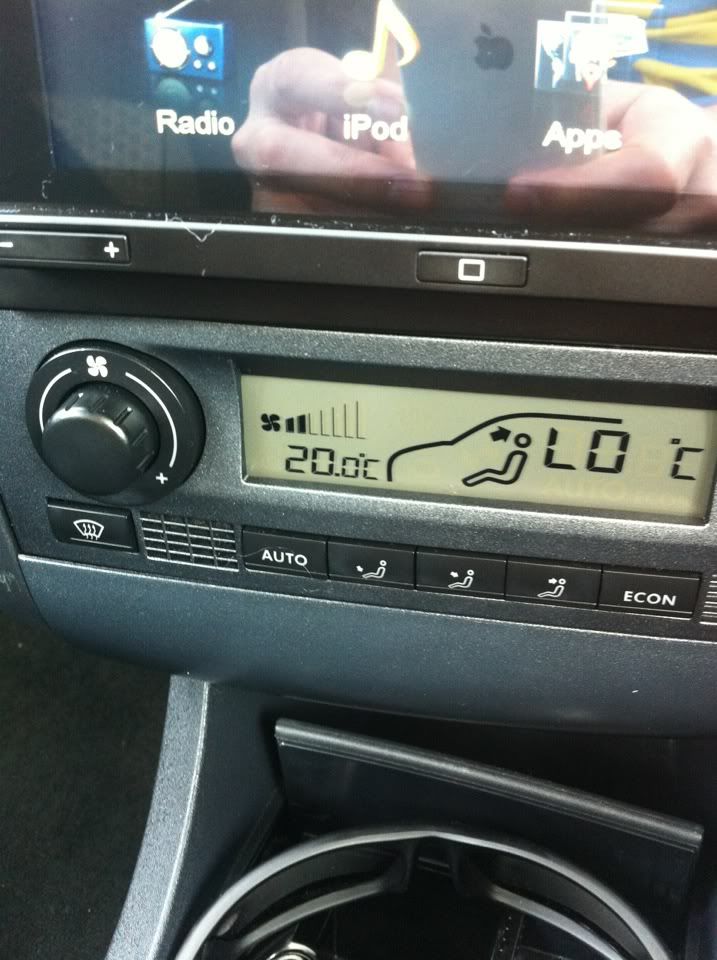 Radio iPod Apps
- +
20.0°C LO °C
+
AUTO ECON